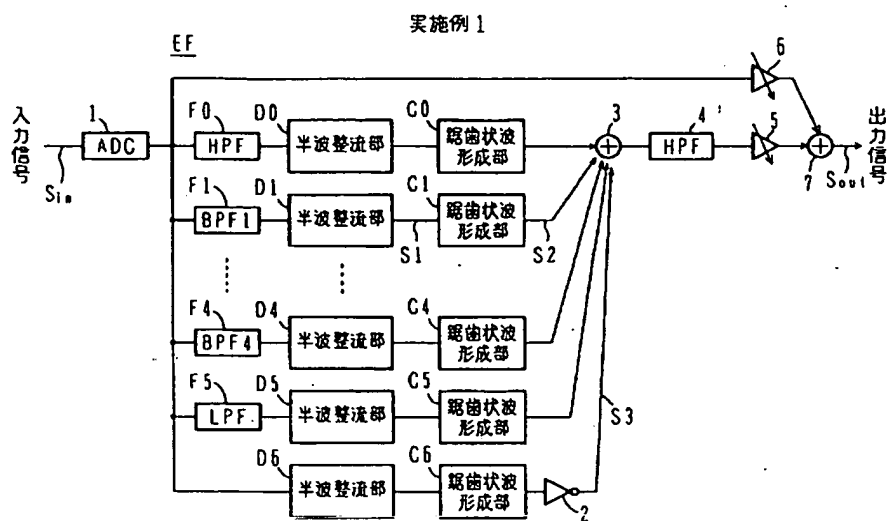 実施例1
EF
6
入力信号
1
ADC
Sin
F0
HPF
D0
半波整流部
C0
鋸歯状波
形成部
3
4'
HPF
5
7
Sout
出力信号
F1
BPF1
D1
半波整流部
S1
C1
鋸歯状波
形成部
S2
F4
BPF4
D4
半波整流部
C4
鋸歯状波
形成部
F5
LPF
D5
半波整流部
C5
鋸歯状波
形成部
S3
D6
半波整流部
C6
鋸歯状波
形成部
2